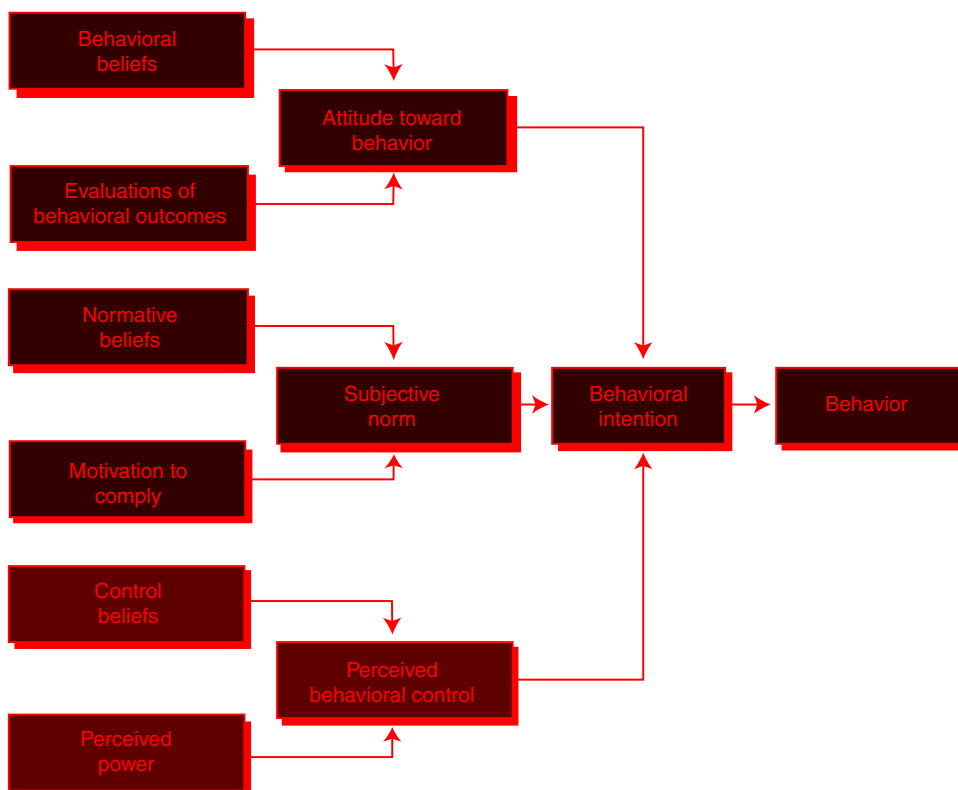 Behavioral
beliefs
Attitude toward
behavior
Evaluations of
behavioral outcomes
Normative
beliefs
Subjective
norm
Behavioral
intention
Behavior
Motivation to
comply
Control
beliefs
Perceived
behavioral control
Perceived
power